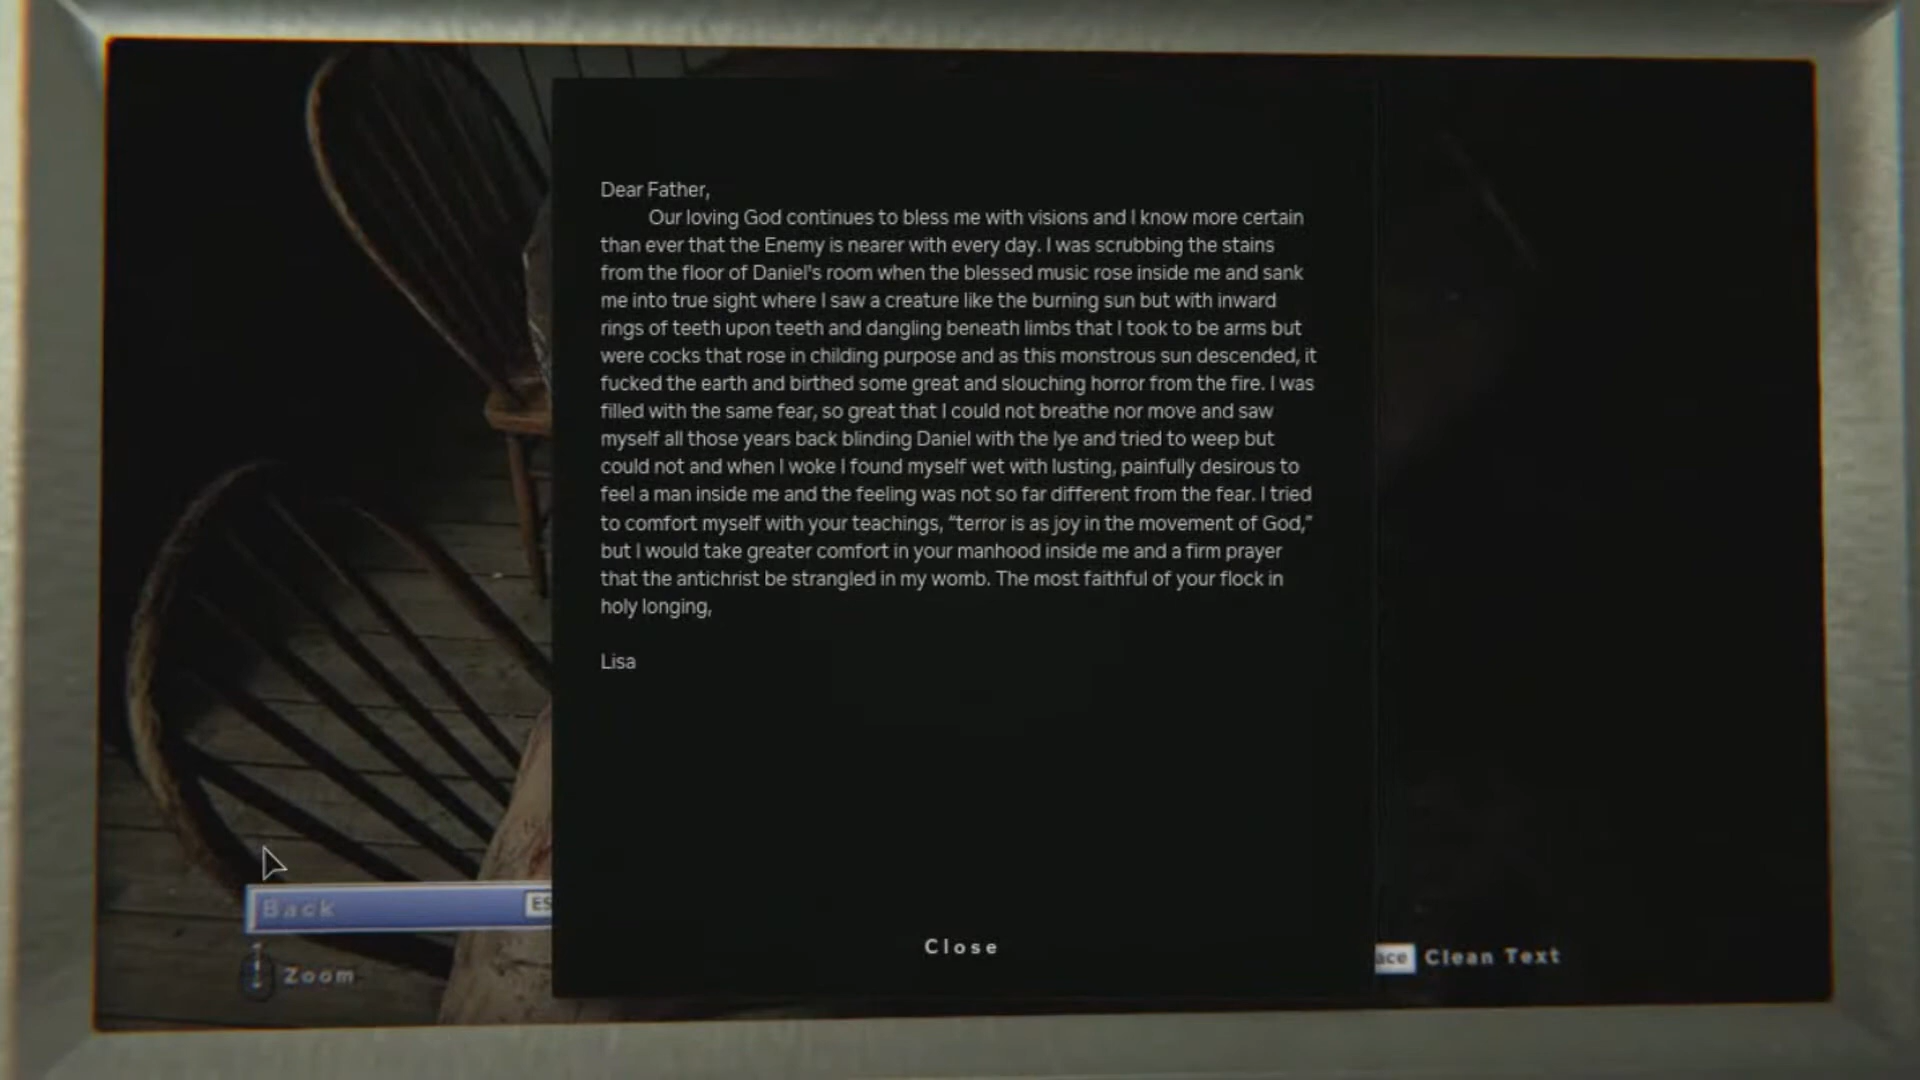 Dear Father,
Our loving God continues to bless me with visions and I know more certain
than ever that the Enemy is nearer with every day. I was scrubbing the stains
from the floor of Daniel's room when the blessed music rose inside me and sank
me into true sight where I saw a creature like the burning sun but with inward
rings of teeth upon teeth and dangling beneath limbs that I took to be arms but
were cocks that rose in childing purpose and as this monstrous sun descended, it
fucked the earth and birthed some great and slouching horror from the fire. I was
filled with the same fear, so great that I could not breathe nor move and saw
myself all those years back blinding Daniel with the lye and tried to weep but
could not and when I woke I found myself wet with lusting, painfully desirous to
feel a man inside me and the feeling was not so far different from the fear. I tried
to comfort myself with your teachings, “terror is as joy in the movement of God,”
but I would take greater comfort in your manhood inside me and a firm prayer
that the antichrist be strangled in my womb. The most faithful of your flock in
holy longing,
Lisa
Back ES
Close
ace Clean Text
Zoom